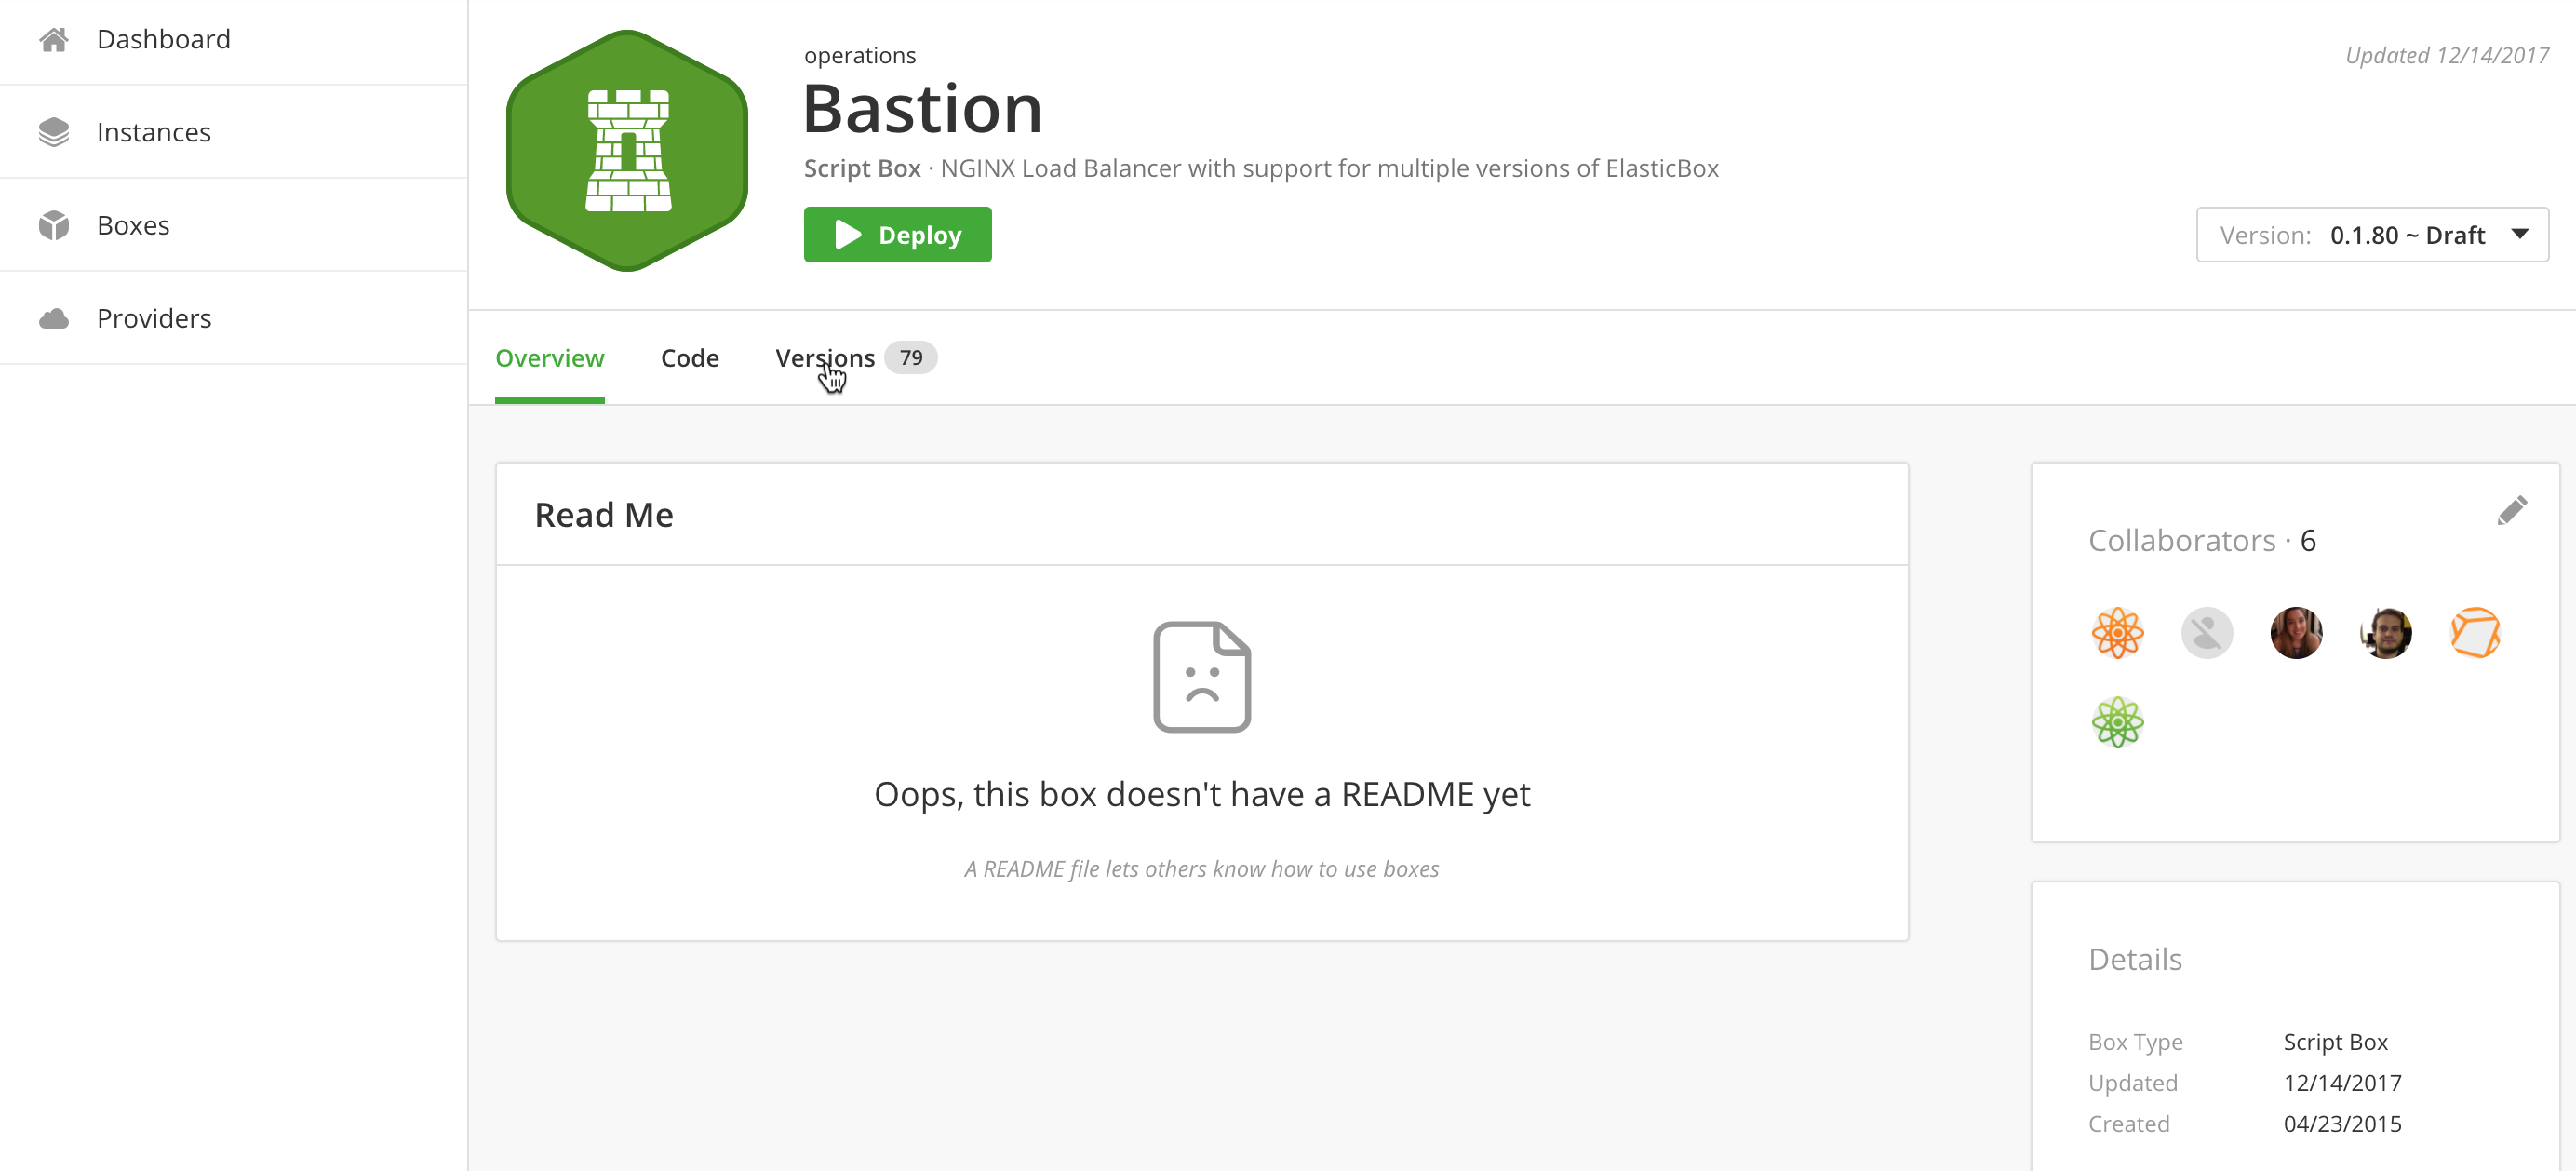 Dashboard
Instances
Boxes
Providers
operations
Updated 12/14/2017
Bastion
Script Box · NGINX Load Balancer with support for multiple versions of ElasticBox
Deploy
Version: 0.1.80 ~ Draft
Overview Code Versions 79
Read Me
Oops, this box doesn't have a README yet
A README file lets others know how to use boxes
Collaborators · 6
Details
Box Type Script Box
Updated 12/14/2017
Created 04/23/2015